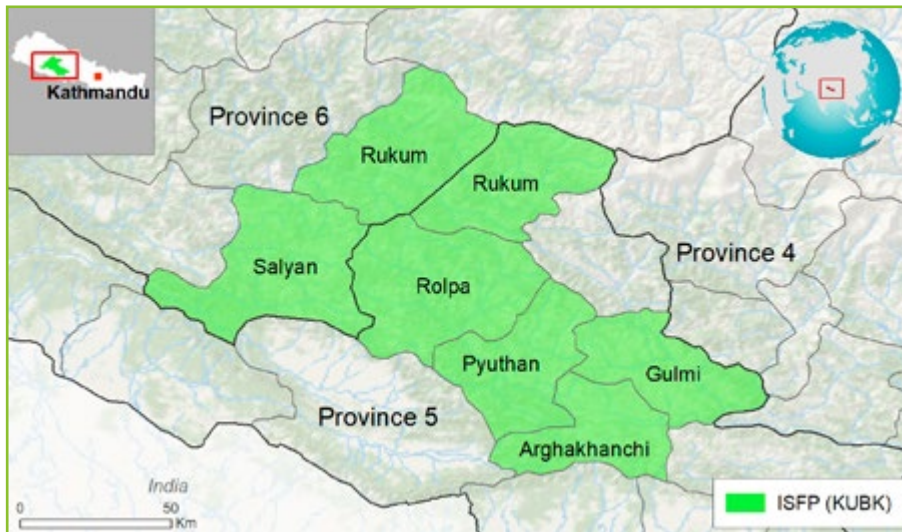 Kathmandu
Province 6
Rukum
Rukum
Province 4
Salyan
Rolpa
Pyuthan
Gulmi
Province 5
Arghakhanchi
India
0 50
Km
ISFP (KUBK)